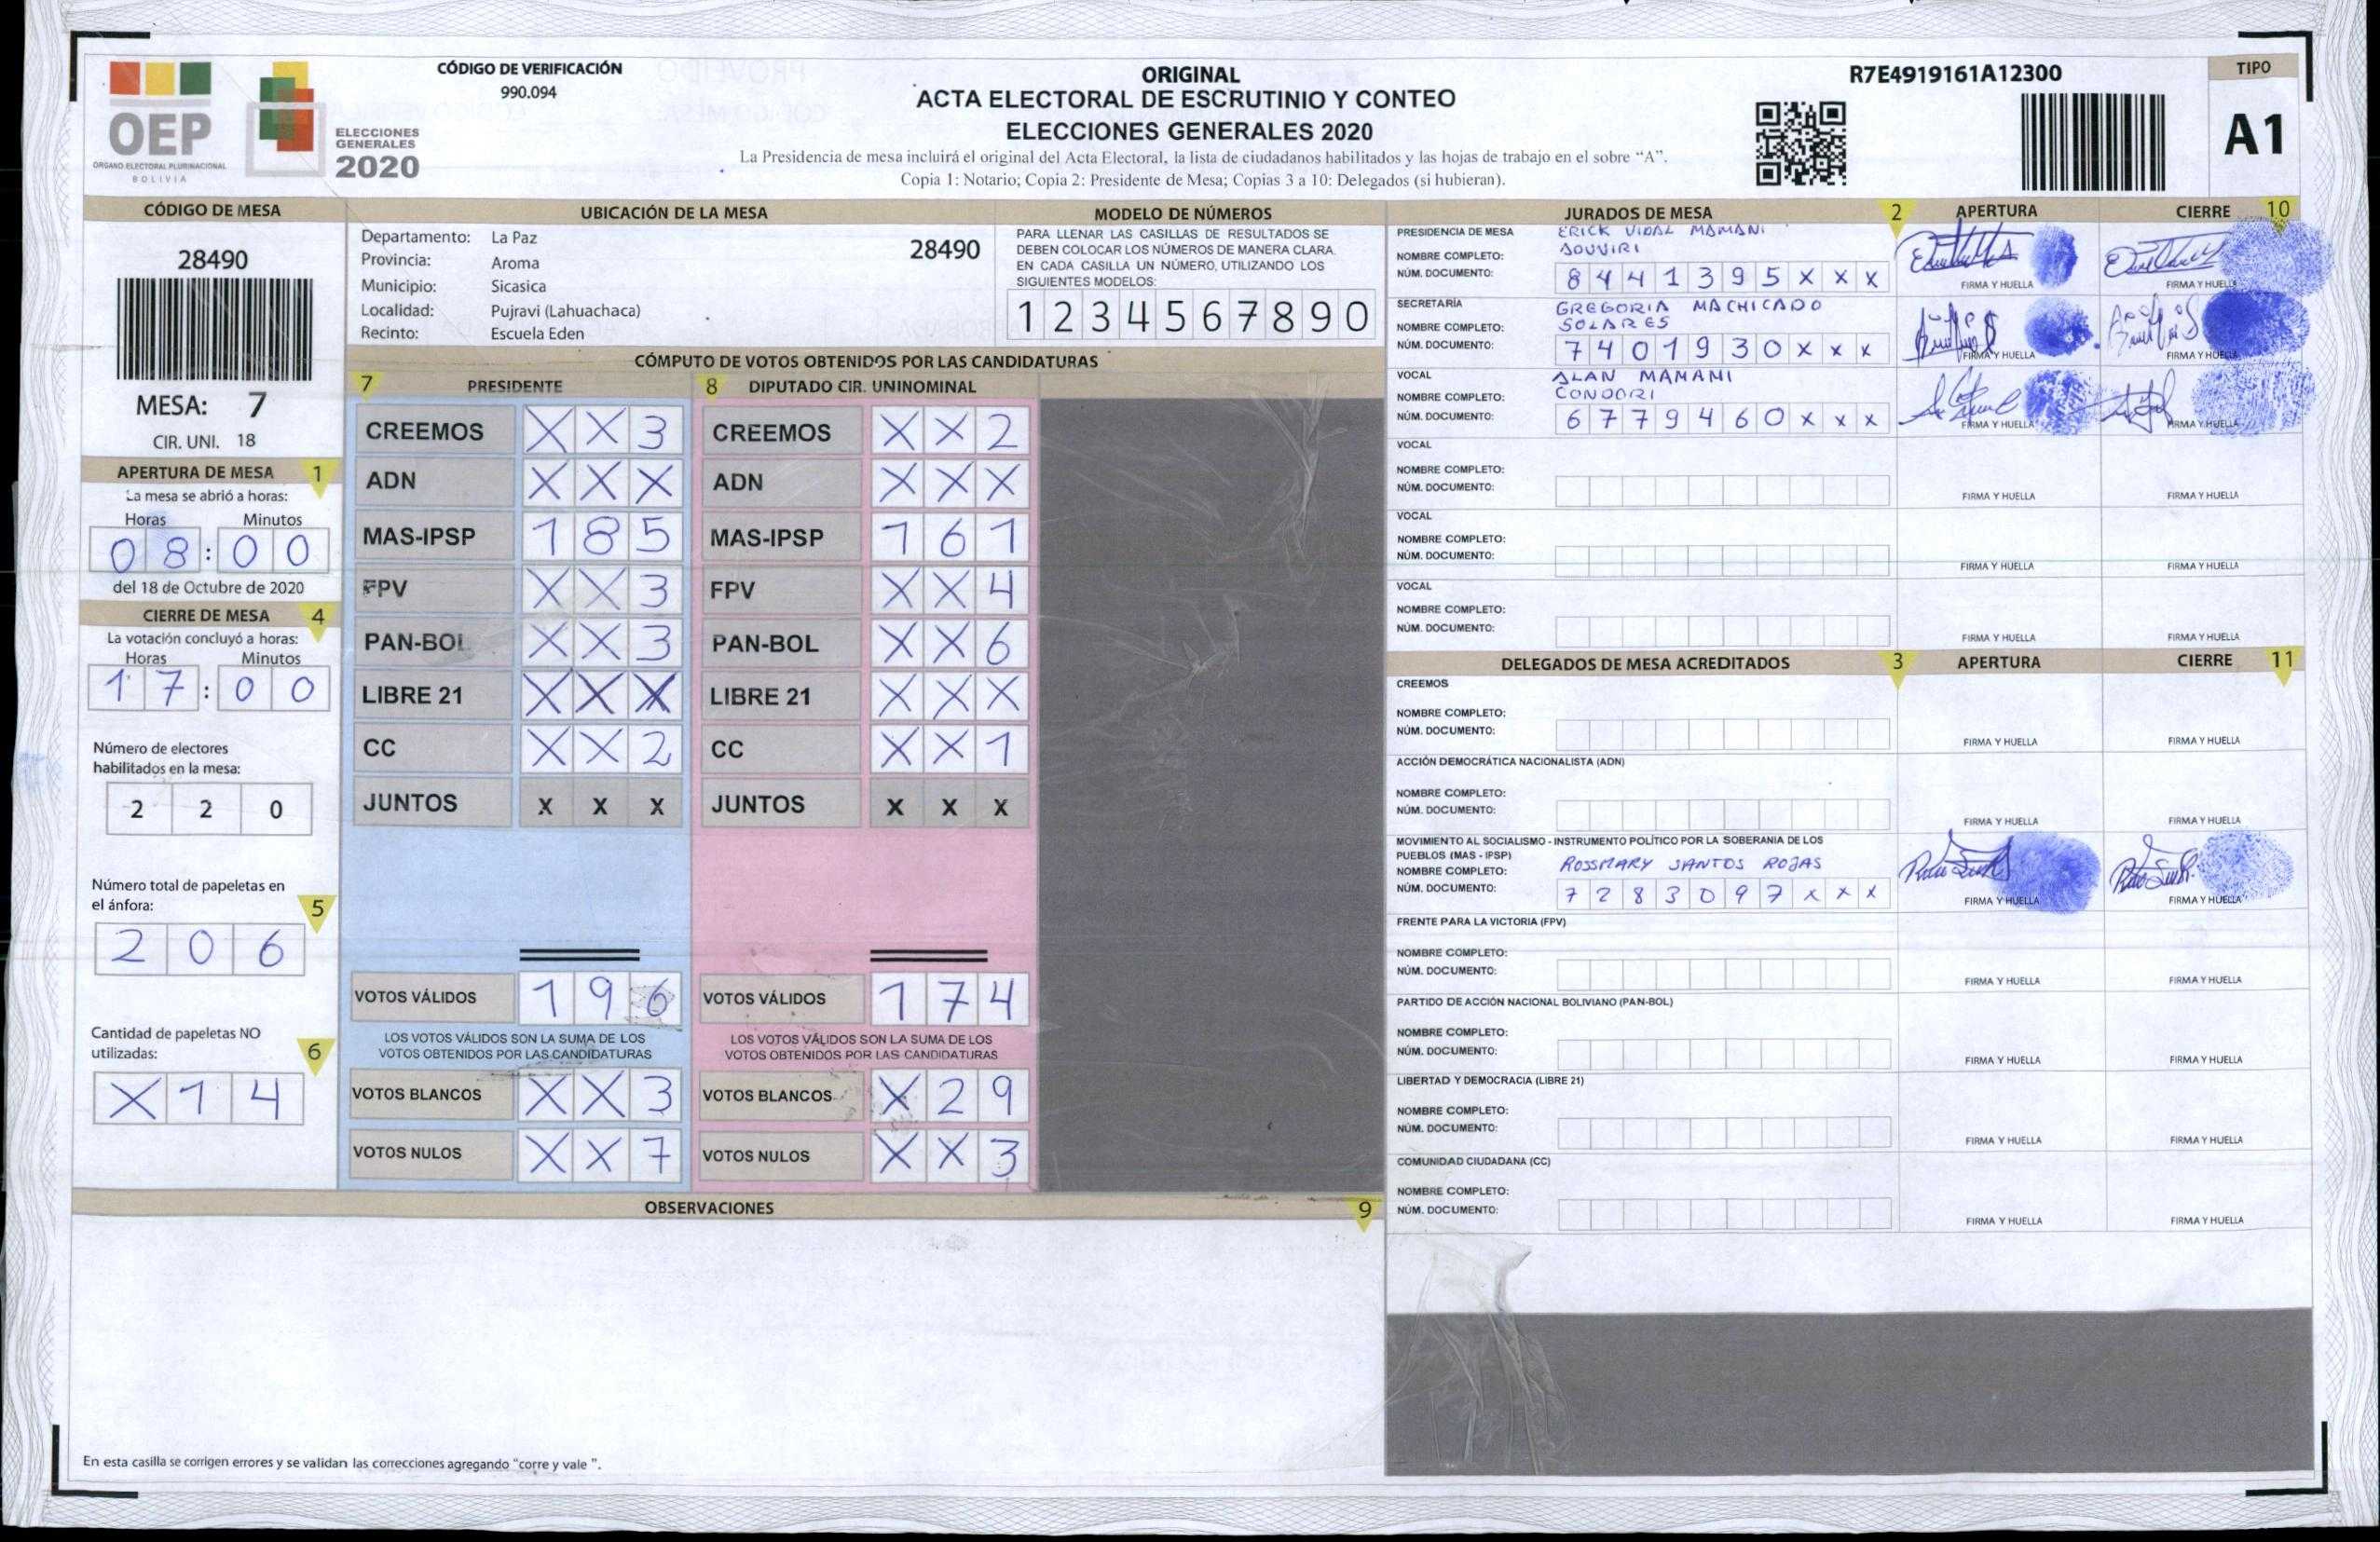 CÓDIGO DE VERIFICACIÓN
990.094
OEP
ÓRGANO ELECTORAL PLURINACIONAL
BOLIVIA
ELECCIONES
GENERALES
2020
ORIGINAL
ACTA ELECTORAL DE ESCRUTINIO Y CONTEO
ELECCIONES GENERALES 2020
La Presidencia de mesa incluirá el original del Acta Electoral, la lista de ciudadanos habilitados y las hojas de trabajo en el sobre “A”.
Copia 1: Notario; Copia 2: Presidente de Mesa; Copias 3 a 10: Delegados (si hubieran).
R7E4919161A12300
TIPO
A1
CÓDIGO DE MESA
28490
MESA: 7
CIR. UNI. 18
APERTURA DE MESA 1
La mesa se abrió a horas:
Horas Minutos
08:00
del 18 de Octubre de 2020
CIERRE DE MESA 4
La votación concluyó a horas:
Horas Minutos
17:00
Número de electores
habilitados en la mesa:
2 2 0
Número total de papeletas en
el ánfora: 5
2 0 6
Cantidad de papeletas NO
utilizadas: 6
X 1 4
UBICACIÓN DE LA MESA
Departamento: La Paz 28490
Provincia: Aroma
Municipio: Sicasica
Localidad: Pujravi (Lahuachaca)
Recinto: Escuela Eden
MODELO DE NÚMEROS
PARA LLENAR LAS CASILLAS DE RESULTADOS SE
DEBEN COLOCAR LOS NÚMEROS DE MANERA CLARA.
EN CADA CASILLA UN NÚMERO, UTILIZANDO LOS
SIGUIENTES MODELOS:
1 2 3 4 5 6 7 8 9 0
CÓMPUTO DE VOTOS OBTENIDOS POR LAS CANDIDATURAS
7 PRESIDENTE 8 DIPUTADO CIR. UNINOMINAL
CREEMOS X X 3 CREEMOS X X 2
ADN X X X ADN X X X
MAS-IPSP 1 8 5 MAS-IPSP 1 6 1
FPV X X 3 FPV X X 4
PAN-BOL X X 3 PAN-BOL X X 6
LIBRE 21 X X X LIBRE 21 X X X
CC X X 2 CC X X 1
JUNTOS X X X JUNTOS X X X
VOTOS VÁLIDOS 1 9 6 VOTOS VÁLIDOS 1 7 4
LOS VOTOS VÁLIDOS SON LA SUMA DE LOS LOS VOTOS VÁLIDOS SON LA SUMA DE LOS
VOTOS OBTENIDOS POR LAS CANDIDATURAS VOTOS OBTENIDOS POR LAS CANDIDATURAS
VOTOS BLANCOS X X 3 VOTOS BLANCOS X 2 9
VOTOS NULOS X X 7 VOTOS NULOS X X 3
OBSERVACIONES 9
En esta casilla se corrigen errores y se validan las correcciones agregando "corre y vale ".
JURADOS DE MESA 2 APERTURA CIERRE 10
PRESIDENCIA DE MESA ERICK VIDAL MAMANI
NOMBRE COMPLETO: JOUVIRI
NÚM. DOCUMENTO: 8 4 4 1 3 9 5 X X X
FIRMA Y HUELLA FIRMA Y HUELLA
SECRETARÍA GREGORIA MACHICADO
NOMBRE COMPLETO: SOLARES
NÚM. DOCUMENTO: 7 4 0 1 9 3 0 X X X
FIRMA Y HUELLA FIRMA Y HUELLA
VOCAL ALAN MAMANI
NOMBRE COMPLETO: CONDORI
NÚM. DOCUMENTO: 6 7 7 9 4 6 0 X X X
FIRMA Y HUELLA FIRMA Y HUELLA
VOCAL
NOMBRE COMPLETO:
NÚM. DOCUMENTO:
FIRMA Y HUELLA FIRMA Y HUELLA
VOCAL
NOMBRE COMPLETO:
NÚM. DOCUMENTO:
FIRMA Y HUELLA FIRMA Y HUELLA
VOCAL
NOMBRE COMPLETO:
NÚM. DOCUMENTO:
FIRMA Y HUELLA FIRMA Y HUELLA
DELEGADOS DE MESA ACREDITADOS 3 APERTURA CIERRE 11
CREEMOS
NOMBRE COMPLETO:
NÚM. DOCUMENTO:
FIRMA Y HUELLA FIRMA Y HUELLA
ACCIÓN DEMOCRÁTICA NACIONALISTA (ADN)
NOMBRE COMPLETO:
NÚM. DOCUMENTO:
FIRMA Y HUELLA FIRMA Y HUELLA
MOVIMIENTO AL SOCIALISMO - INSTRUMENTO POLÍTICO POR LA SOBERANIA DE LOS
PUEBLOS (MAS - IPSP)
NOMBRE COMPLETO: ROSSMARY SANTOS ROJAS
NÚM. DOCUMENTO: 7 2 8 3 0 9 7 X X X
FIRMA Y HUELLA FIRMA Y HUELLA
FRENTE PARA LA VICTORIA (FPV)
NOMBRE COMPLETO:
NÚM. DOCUMENTO:
FIRMA Y HUELLA FIRMA Y HUELLA
PARTIDO DE ACCIÓN NACIONAL BOLIVIANO (PAN-BOL)
NOMBRE COMPLETO:
NÚM. DOCUMENTO:
FIRMA Y HUELLA FIRMA Y HUELLA
LIBERTAD Y DEMOCRACIA (LIBRE 21)
NOMBRE COMPLETO:
NÚM. DOCUMENTO:
FIRMA Y HUELLA FIRMA Y HUELLA
COMUNIDAD CIUDADANA (CC)
NOMBRE COMPLETO:
NÚM. DOCUMENTO:
FIRMA Y HUELLA FIRMA Y HUELLA